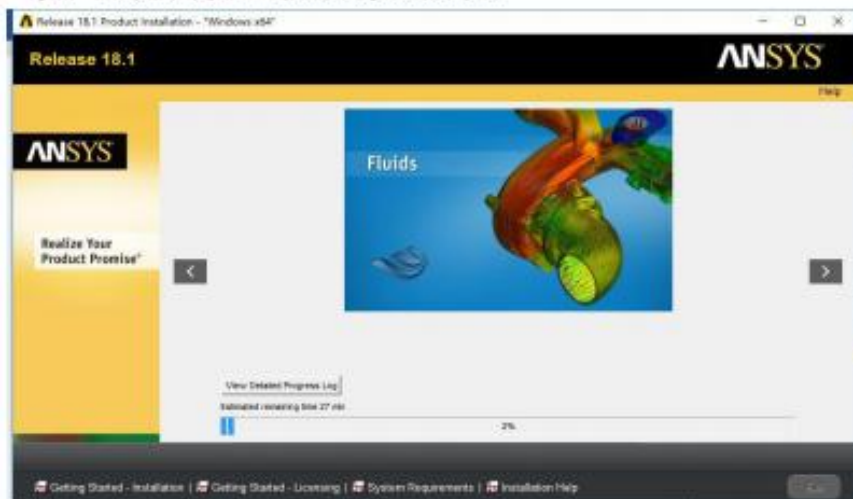 Release 18.1 Product Installation - "Windows x64"
Release 18.1
ANSYS
Help
ANSYS
Fluids
Realize Your
Product Promise®
View Detailed Progress Log
Estimated remaining time 27 min
2%
Getting Started - Installation | Getting Started - Licensing | System Requirements | Installation Help